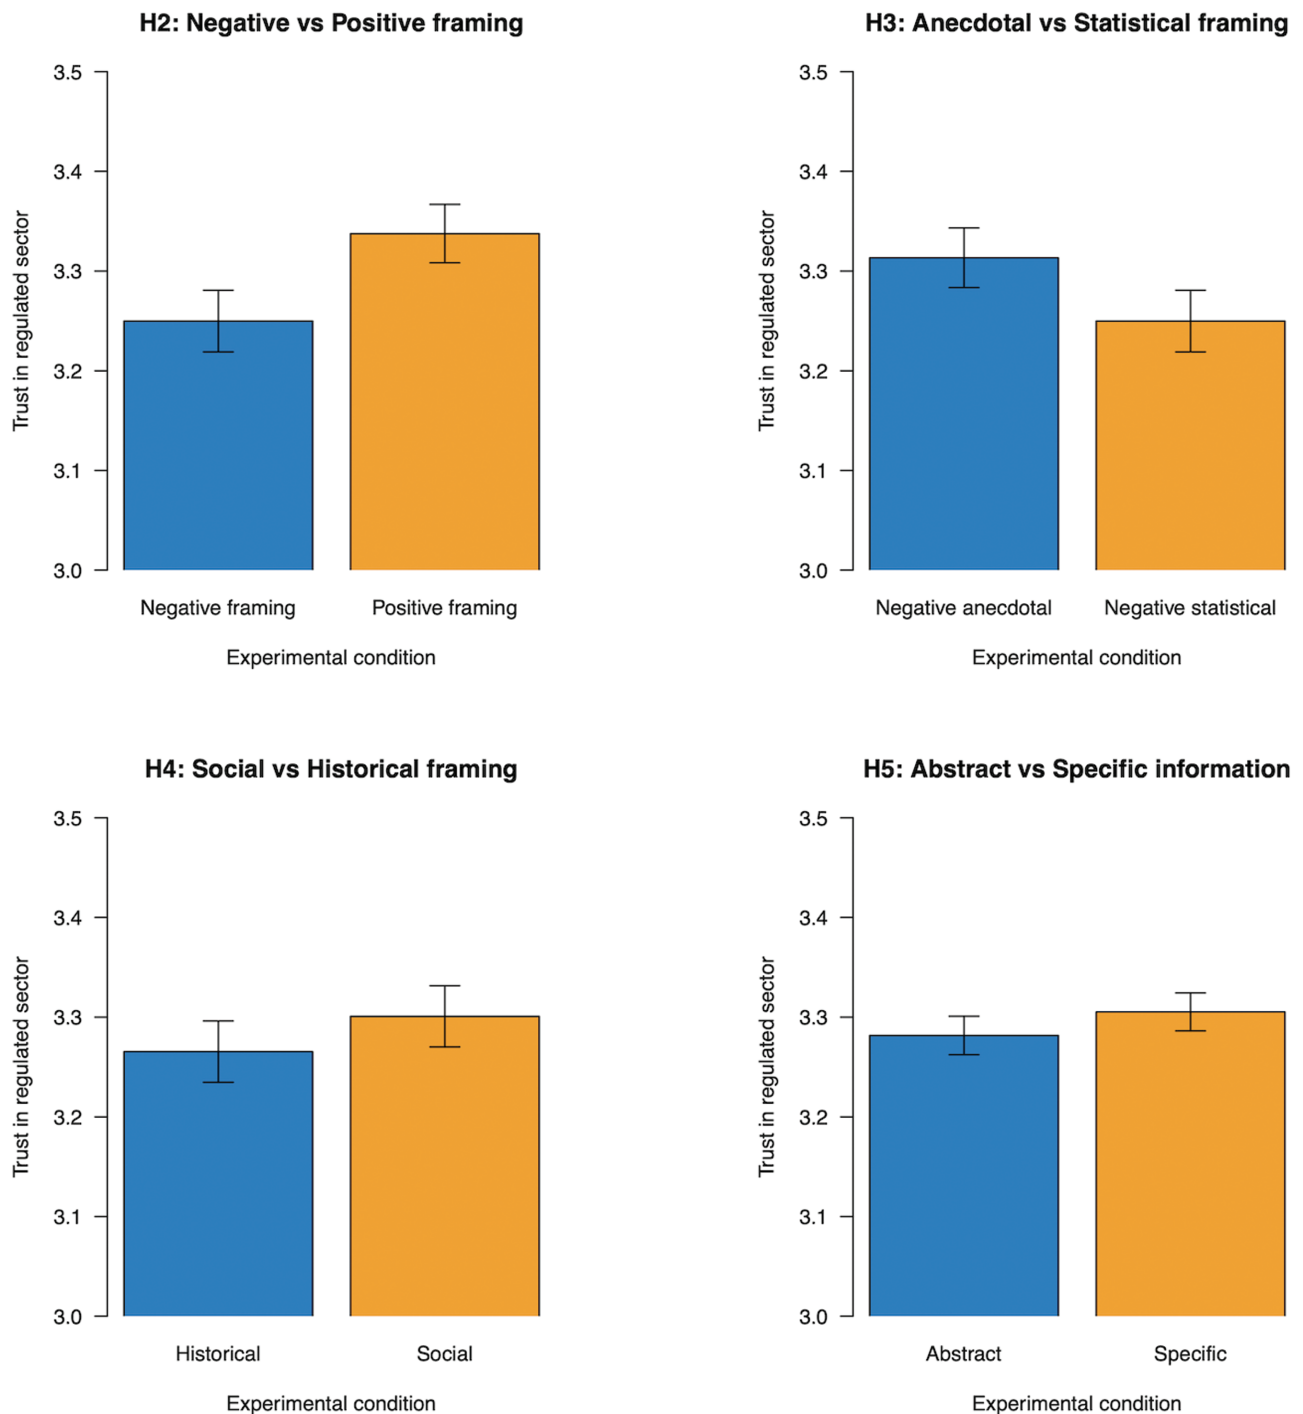 H2: Negative vs Positive framing
3.5
3.4
3.3
3.2
3.1
3.0
Trust in regulated sector
Negative framing Positive framing
Experimental condition
H3: Anecdotal vs Statistical framing
3.5
3.4
3.3
3.2
3.1
3.0
Trust in regulated sector
Negative anecdotal Negative statistical
Experimental condition
H4: Social vs Historical framing
3.5
3.4
3.3
3.2
3.1
3.0
Trust in regulated sector
Historical Social
Experimental condition
H5: Abstract vs Specific information
3.5
3.4
3.3
3.2
3.1
3.0
Trust in regulated sector
Abstract Specific
Experimental condition